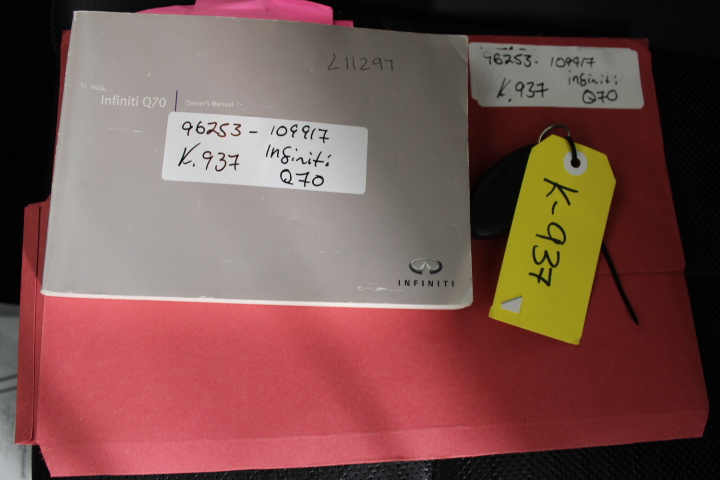 L11297
Infiniti Q70 Owner's Manual
96253 - 109917
K.937 Infiniti
Q70
INFINITI
96253 - 109917
K.937 infiniti
Q70
K-937